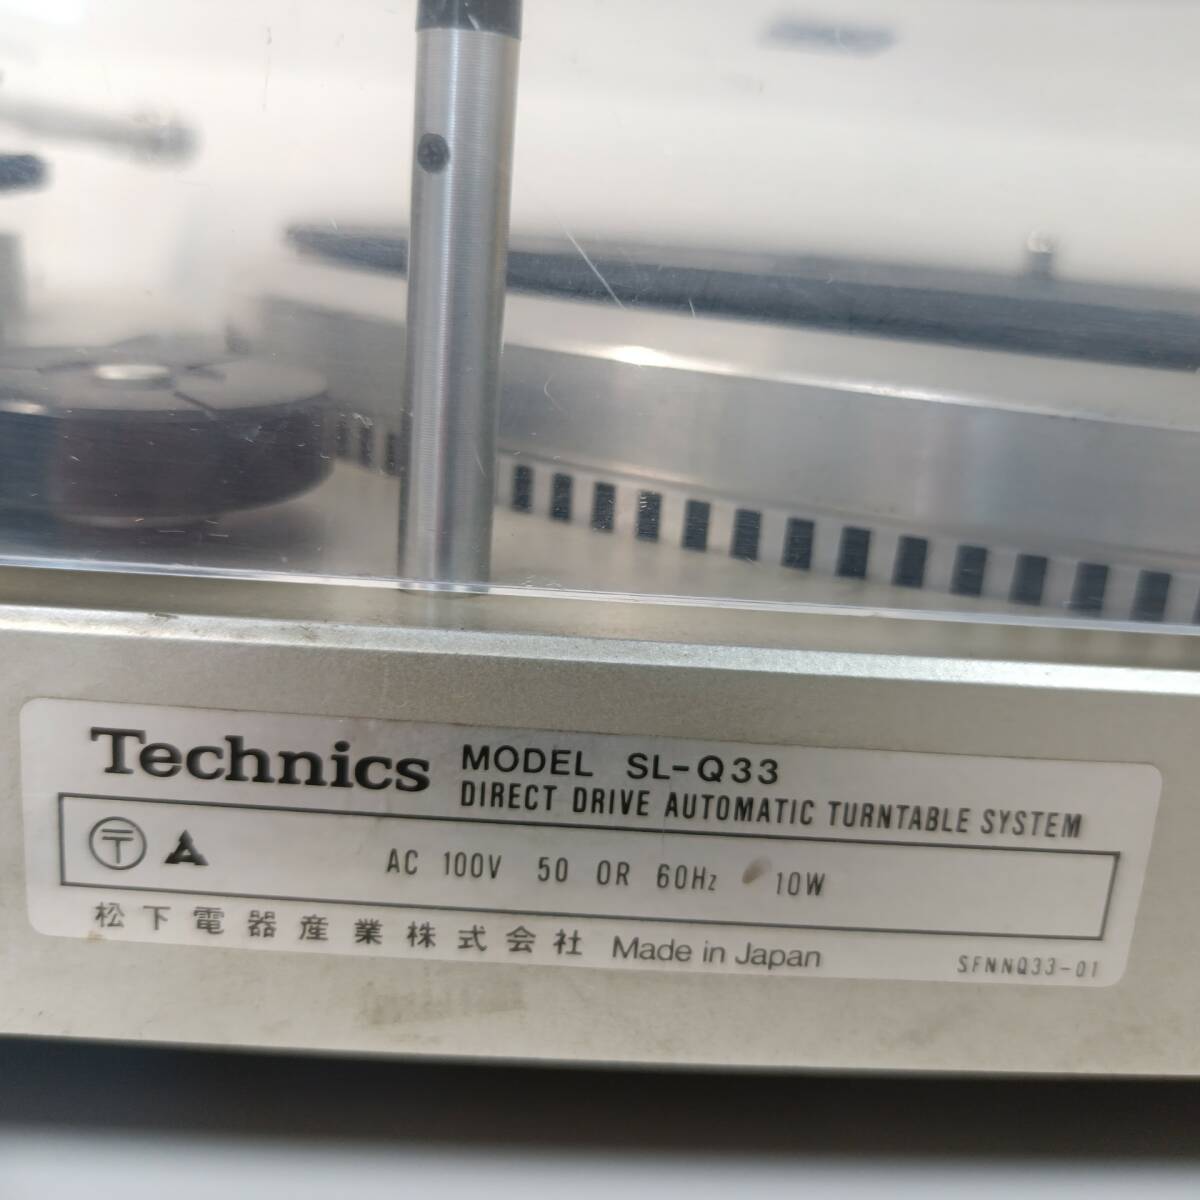 Technics MODEL SL-Q33
DIRECT DRIVE AUTOMATIC TURNTABLE SYSTEM
〒 AC 100V 50 OR 60Hz 10W
松下電器産業株式会社 Made in Japan SFNNQ33-01